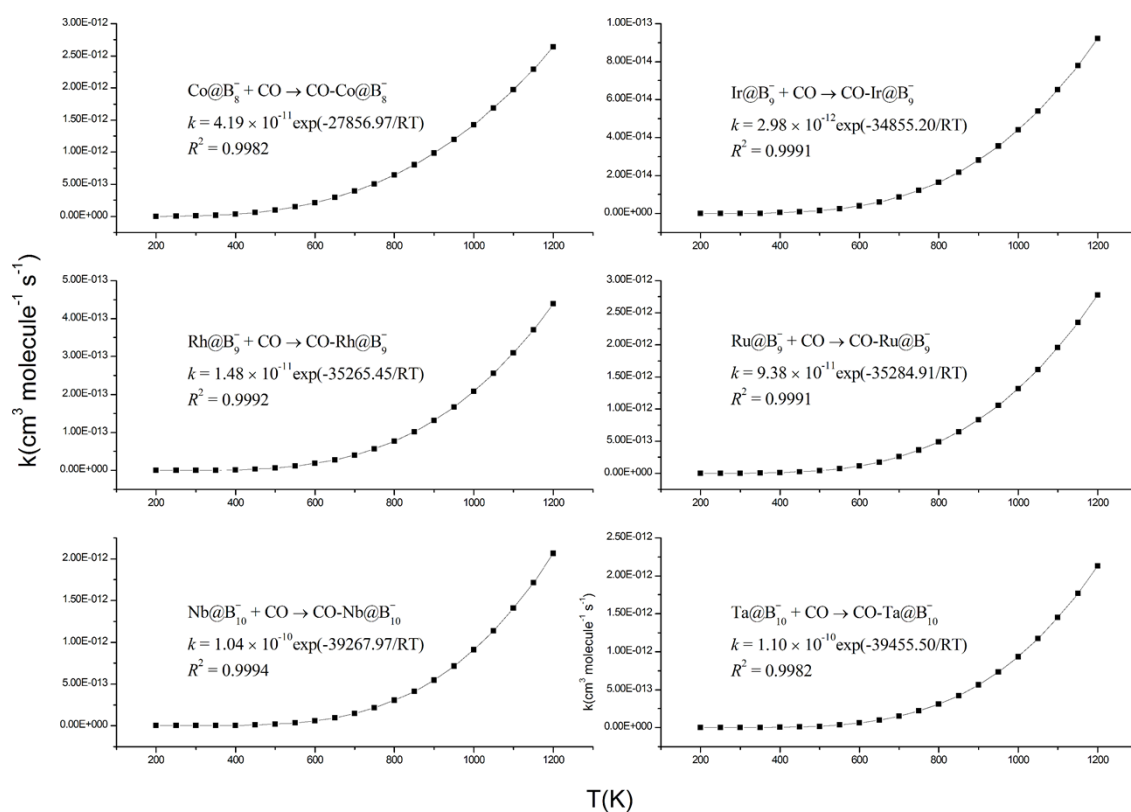 3.00E-012
2.50E-012
2.00E-012
1.50E-012
1.00E-012
5.00E-013
0.00E+000
Co@B₈⁻ + CO → CO-Co@B₈⁻
k = 4.19 × 10⁻¹¹exp(-27856.97/RT)
R² = 0.9982
200 400 600 800 1000 1200
1.00E-013
8.00E-014
6.00E-014
4.00E-014
2.00E-014
0.00E+000
Ir@B₉⁻ + CO → CO-Ir@B₉⁻
k = 2.98 × 10⁻¹²exp(-34855.20/RT)
R² = 0.9991
200 400 600 800 1000 1200
k(cm³ molecule⁻¹ s⁻¹)
5.00E-013
4.00E-013
3.00E-013
2.00E-013
1.00E-013
0.00E+000
Rh@B₉⁻ + CO → CO-Rh@B₉⁻
k = 1.48 × 10⁻¹¹exp(-35265.45/RT)
R² = 0.9992
200 400 600 800 1000 1200
3.00E-012
2.50E-012
2.00E-012
1.50E-012
1.00E-012
5.00E-013
0.00E+000
Ru@B₉⁻ + CO → CO-Ru@B₉⁻
k = 9.38 × 10⁻¹¹exp(-35284.91/RT)
R² = 0.9991
200 400 600 800 1000 1200
2.00E-012
1.50E-012
1.00E-012
5.00E-013
0.00E+000
Nb@B₁₀⁻ + CO → CO-Nb@B₁₀⁻
k = 1.04 × 10⁻¹⁰exp(-39267.97/RT)
R² = 0.9994
200 400 600 800 1000 1200
k(cm³ molecule⁻¹ s⁻¹)
2.50E-012
2.00E-012
1.50E-012
1.00E-012
5.00E-013
0.00E+000
Ta@B₁₀⁻ + CO → CO-Ta@B₁₀⁻
k = 1.10 × 10⁻¹⁰exp(-39455.50/RT)
R² = 0.9982
200 400 600 800 1000 1200
T(K)